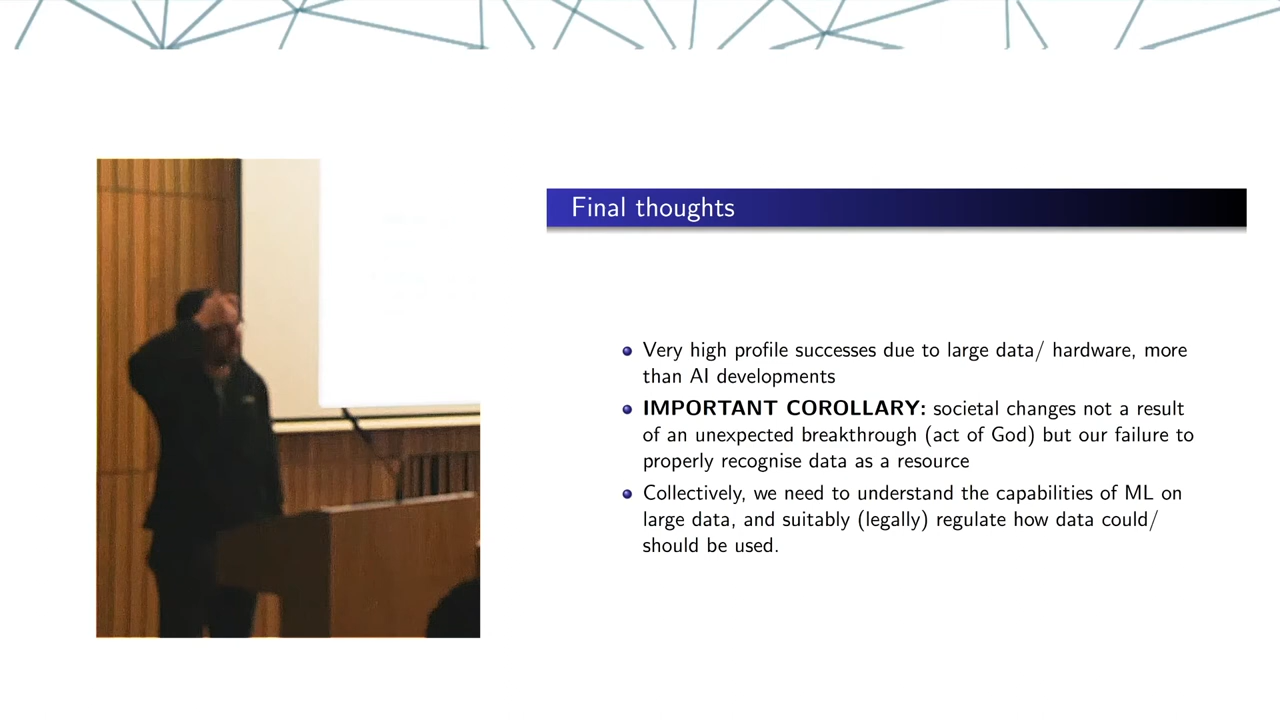 Final thoughts
Very high profile successes due to large data/ hardware, more
than AI developments
IMPORTANT COROLLARY: societal changes not a result
of an unexpected breakthrough (act of God) but our failure to
properly recognise data as a resource
Collectively, we need to understand the capabilities of ML on
large data, and suitably (legally) regulate how data could/
should be used.